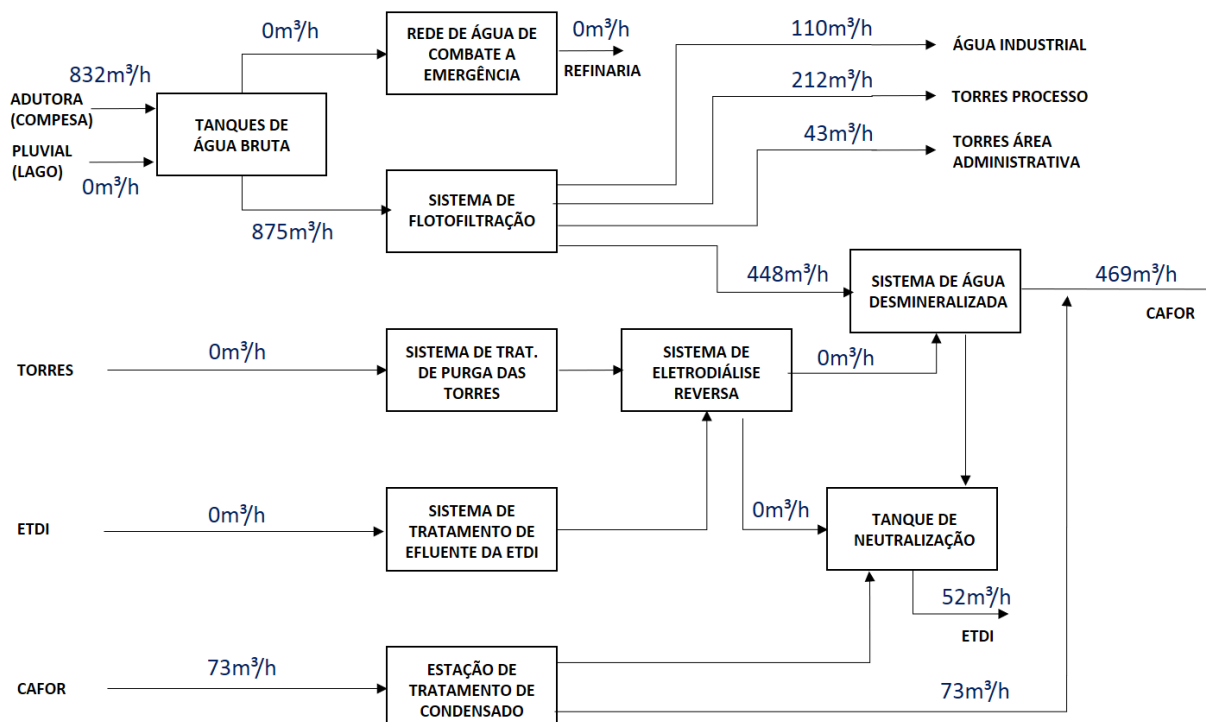 0m³/h
REDE DE ÁGUA DE
COMBATE A
EMERGÊNCIA
0m³/h
REFINARIA
110m³/h
ÁGUA INDUSTRIAL
832m³/h
ADUTORA
(COMPESA)
TANQUES DE
ÁGUA BRUTA
212m³/h
TORRES PROCESSO
PLUVIAL
(LAGO)
0m³/h
43m³/h
TORRES ÁREA
ADMINISTRATIVA
875m³/h
SISTEMA DE
FLOTOFILTRAÇÃO
448m³/h
SISTEMA DE ÁGUA
DESMINERALIZADA
469m³/h
CAFOR
TORRES
0m³/h
SISTEMA DE TRAT.
DE PURGA DAS
TORRES
SISTEMA DE
ELETRODIÁLISE
REVERSA
0m³/h
ETDI
0m³/h
SISTEMA DE
TRATAMENTO DE
EFLUENTE DA ETDI
0m³/h
TANQUE DE
NEUTRALIZAÇÃO
52m³/h
ETDI
CAFOR
73m³/h
ESTAÇÃO DE
TRATAMENTO DE
CONDENSADO
73m³/h